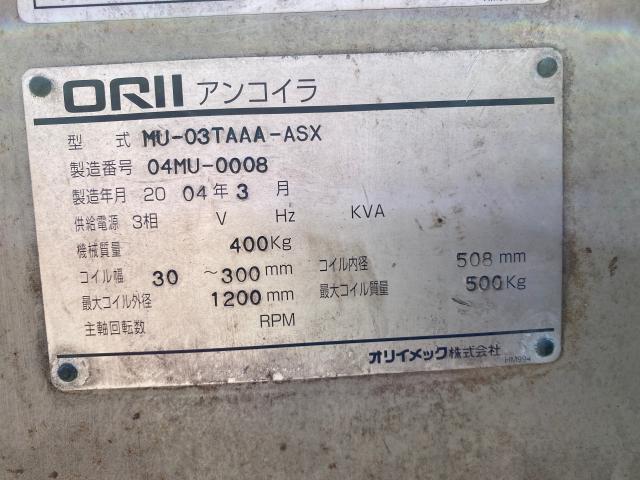 ORII アンコイラ
型 式 MU-03TAAA-ASX
製造番号 04MU-0008
製造年月 20 04 年 3 月
供給電源 3相 V Hz KVA
機械質量 400Kg
コイル幅 30 ~300mm コイル内径 508 mm
最大コイル外径 1200mm 最大コイル質量 500Kg
主軸回転数 RPM
オリイメック株式会社
HM994